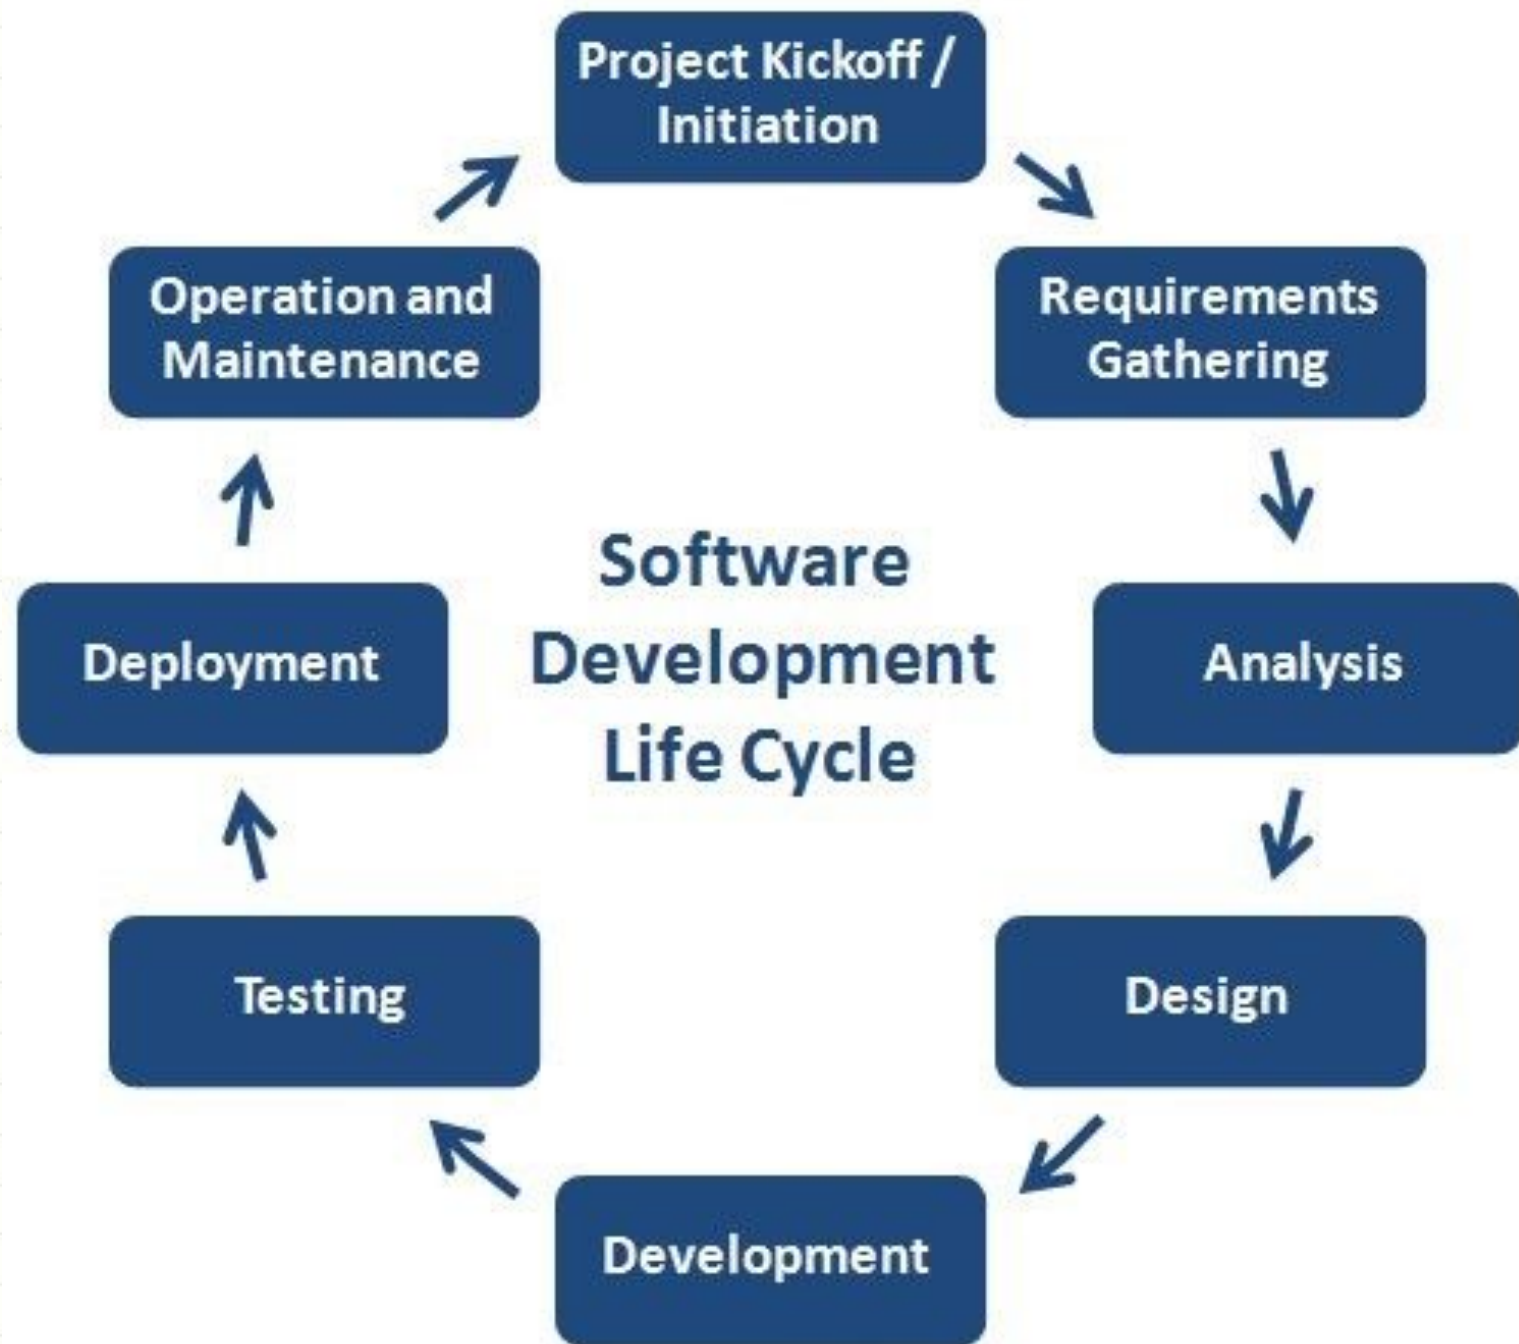 Project Kickoff /
Initiation
Requirements
Gathering
Analysis
Design
Development
Testing
Deployment
Operation and
Maintenance
Software
Development
Life Cycle